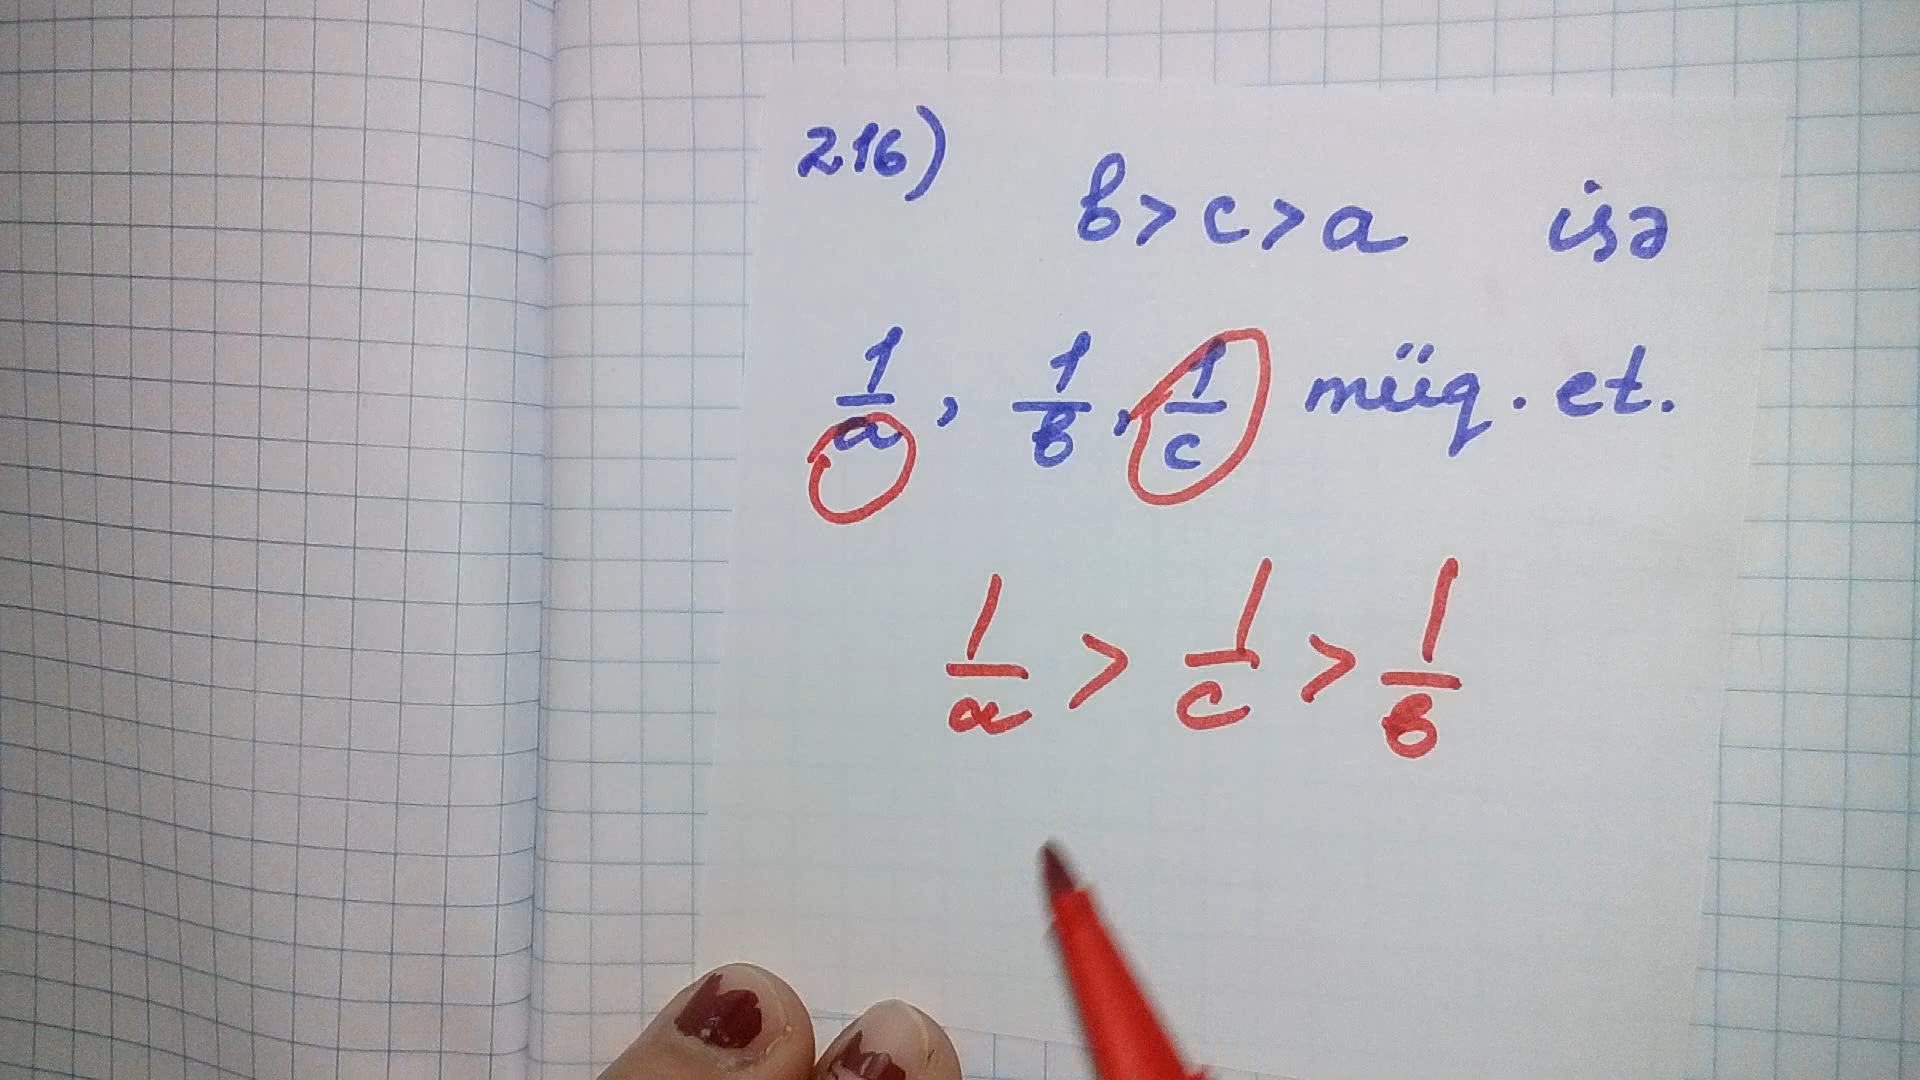 216)
b > c > a isə
1/a, 1/b, 1/c müq. et.
1/a > 1/c > 1/b